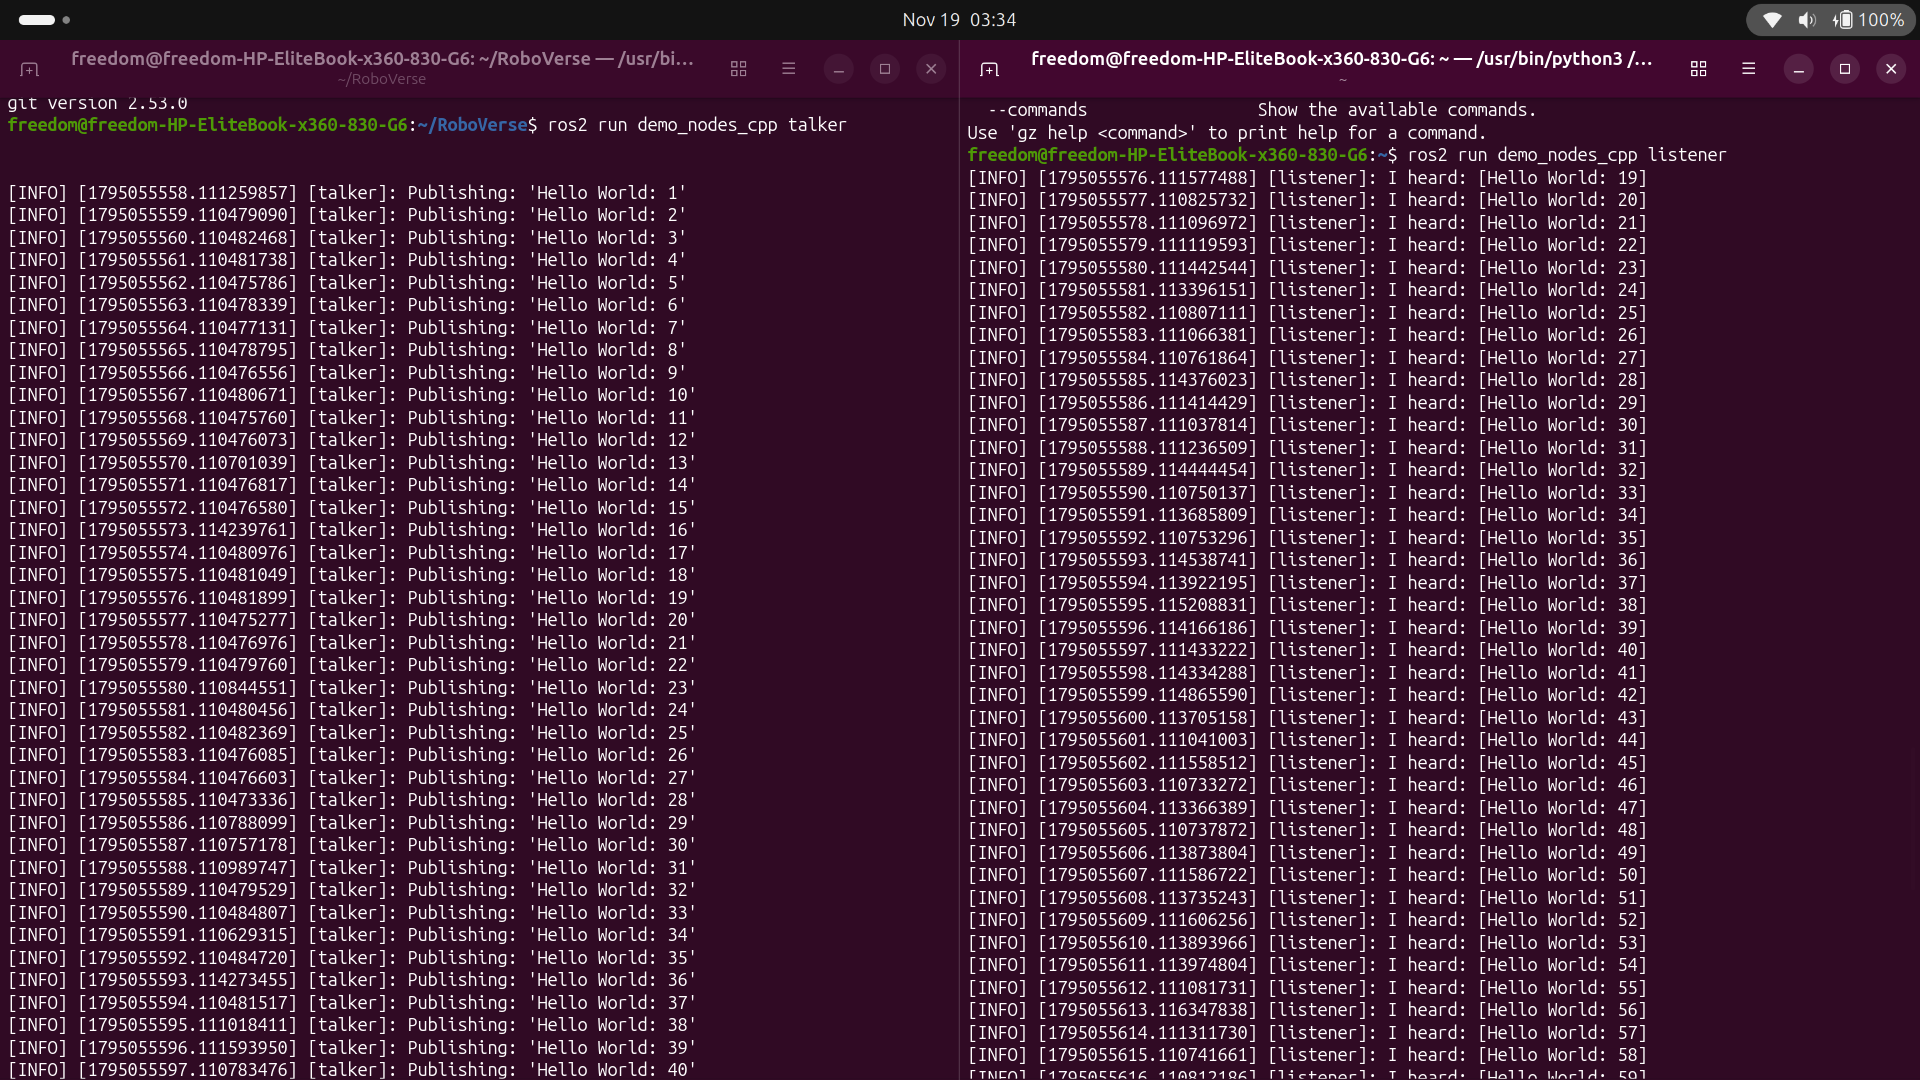 Nov 19 03:34
100%
freedom@freedom-HP-EliteBook-x360-830-G6: ~/RoboVerse — /usr/bi...
~/RoboVerse
git version 2.53.0
freedom@freedom-HP-EliteBook-x360-830-G6:~/RoboVerse$ ros2 run demo_nodes_cpp talker
[INFO] [1795055558.111259857] [talker]: Publishing: 'Hello World: 1'
[INFO] [1795055559.110479090] [talker]: Publishing: 'Hello World: 2'
[INFO] [1795055560.110482468] [talker]: Publishing: 'Hello World: 3'
[INFO] [1795055561.110481738] [talker]: Publishing: 'Hello World: 4'
[INFO] [1795055562.110475786] [talker]: Publishing: 'Hello World: 5'
[INFO] [1795055563.110478339] [talker]: Publishing: 'Hello World: 6'
[INFO] [1795055564.110477131] [talker]: Publishing: 'Hello World: 7'
[INFO] [1795055565.110478795] [talker]: Publishing: 'Hello World: 8'
[INFO] [1795055566.110476556] [talker]: Publishing: 'Hello World: 9'
[INFO] [1795055567.110480671] [talker]: Publishing: 'Hello World: 10'
[INFO] [1795055568.110475760] [talker]: Publishing: 'Hello World: 11'
[INFO] [1795055569.110476073] [talker]: Publishing: 'Hello World: 12'
[INFO] [1795055570.110701039] [talker]: Publishing: 'Hello World: 13'
[INFO] [1795055571.110476817] [talker]: Publishing: 'Hello World: 14'
[INFO] [1795055572.110476580] [talker]: Publishing: 'Hello World: 15'
[INFO] [1795055573.114239761] [talker]: Publishing: 'Hello World: 16'
[INFO] [1795055574.110480976] [talker]: Publishing: 'Hello World: 17'
[INFO] [1795055575.110481049] [talker]: Publishing: 'Hello World: 18'
[INFO] [1795055576.110481899] [talker]: Publishing: 'Hello World: 19'
[INFO] [1795055577.110475277] [talker]: Publishing: 'Hello World: 20'
[INFO] [1795055578.110476976] [talker]: Publishing: 'Hello World: 21'
[INFO] [1795055579.110479760] [talker]: Publishing: 'Hello World: 22'
[INFO] [1795055580.110844551] [talker]: Publishing: 'Hello World: 23'
[INFO] [1795055581.110480456] [talker]: Publishing: 'Hello World: 24'
[INFO] [1795055582.110482369] [talker]: Publishing: 'Hello World: 25'
[INFO] [1795055583.110476085] [talker]: Publishing: 'Hello World: 26'
[INFO] [1795055584.110476603] [talker]: Publishing: 'Hello World: 27'
[INFO] [1795055585.110473336] [talker]: Publishing: 'Hello World: 28'
[INFO] [1795055586.110788099] [talker]: Publishing: 'Hello World: 29'
[INFO] [1795055587.110757178] [talker]: Publishing: 'Hello World: 30'
[INFO] [1795055588.110989747] [talker]: Publishing: 'Hello World: 31'
[INFO] [1795055589.110479529] [talker]: Publishing: 'Hello World: 32'
[INFO] [1795055590.110484807] [talker]: Publishing: 'Hello World: 33'
[INFO] [1795055591.110629315] [talker]: Publishing: 'Hello World: 34'
[INFO] [1795055592.110484720] [talker]: Publishing: 'Hello World: 35'
[INFO] [1795055593.114273455] [talker]: Publishing: 'Hello World: 36'
[INFO] [1795055594.110481517] [talker]: Publishing: 'Hello World: 37'
[INFO] [1795055595.111018411] [talker]: Publishing: 'Hello World: 38'
[INFO] [1795055596.111593950] [talker]: Publishing: 'Hello World: 39'
[INFO] [1795055597.110783476] [talker]: Publishing: 'Hello World: 40'
freedom@freedom-HP-EliteBook-x360-830-G6: ~ — /usr/bin/python3 /...
~
--commands Show the available commands.
Use 'gz help <command>' to print help for a command.
freedom@freedom-HP-EliteBook-x360-830-G6:~$ ros2 run demo_nodes_cpp listener
[INFO] [1795055576.111577488] [listener]: I heard: [Hello World: 19]
[INFO] [1795055577.110825732] [listener]: I heard: [Hello World: 20]
[INFO] [1795055578.111096972] [listener]: I heard: [Hello World: 21]
[INFO] [1795055579.111119593] [listener]: I heard: [Hello World: 22]
[INFO] [1795055580.111442544] [listener]: I heard: [Hello World: 23]
[INFO] [1795055581.113396151] [listener]: I heard: [Hello World: 24]
[INFO] [1795055582.110807111] [listener]: I heard: [Hello World: 25]
[INFO] [1795055583.111066381] [listener]: I heard: [Hello World: 26]
[INFO] [1795055584.110761864] [listener]: I heard: [Hello World: 27]
[INFO] [1795055585.114376023] [listener]: I heard: [Hello World: 28]
[INFO] [1795055586.111414429] [listener]: I heard: [Hello World: 29]
[INFO] [1795055587.111037814] [listener]: I heard: [Hello World: 30]
[INFO] [1795055588.111236509] [listener]: I heard: [Hello World: 31]
[INFO] [1795055589.114444454] [listener]: I heard: [Hello World: 32]
[INFO] [1795055590.110750137] [listener]: I heard: [Hello World: 33]
[INFO] [1795055591.113685809] [listener]: I heard: [Hello World: 34]
[INFO] [1795055592.110753296] [listener]: I heard: [Hello World: 35]
[INFO] [1795055593.114538741] [listener]: I heard: [Hello World: 36]
[INFO] [1795055594.113922195] [listener]: I heard: [Hello World: 37]
[INFO] [1795055595.115208831] [listener]: I heard: [Hello World: 38]
[INFO] [1795055596.114166186] [listener]: I heard: [Hello World: 39]
[INFO] [1795055597.111433222] [listener]: I heard: [Hello World: 40]
[INFO] [1795055598.114334288] [listener]: I heard: [Hello World: 41]
[INFO] [1795055599.114865590] [listener]: I heard: [Hello World: 42]
[INFO] [1795055600.113705158] [listener]: I heard: [Hello World: 43]
[INFO] [1795055601.111041003] [listener]: I heard: [Hello World: 44]
[INFO] [1795055602.111558512] [listener]: I heard: [Hello World: 45]
[INFO] [1795055603.110733272] [listener]: I heard: [Hello World: 46]
[INFO] [1795055604.113366389] [listener]: I heard: [Hello World: 47]
[INFO] [1795055605.110737872] [listener]: I heard: [Hello World: 48]
[INFO] [1795055606.113873804] [listener]: I heard: [Hello World: 49]
[INFO] [1795055607.111586722] [listener]: I heard: [Hello World: 50]
[INFO] [1795055608.113735243] [listener]: I heard: [Hello World: 51]
[INFO] [1795055609.111606256] [listener]: I heard: [Hello World: 52]
[INFO] [1795055610.113893966] [listener]: I heard: [Hello World: 53]
[INFO] [1795055611.113974804] [listener]: I heard: [Hello World: 54]
[INFO] [1795055612.111081731] [listener]: I heard: [Hello World: 55]
[INFO] [1795055613.116347838] [listener]: I heard: [Hello World: 56]
[INFO] [1795055614.111311730] [listener]: I heard: [Hello World: 57]
[INFO] [1795055615.110741661] [listener]: I heard: [Hello World: 58]
[INFO] [1795055616.110812186] [listener]: I heard: [Hello World: 59]